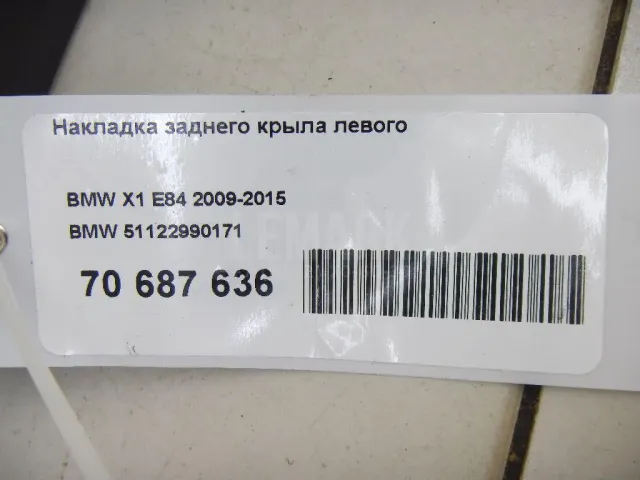 Накладка заднего крыла левого
BMW X1 E84 2009-2015
BMW 51122990171
70 687 636